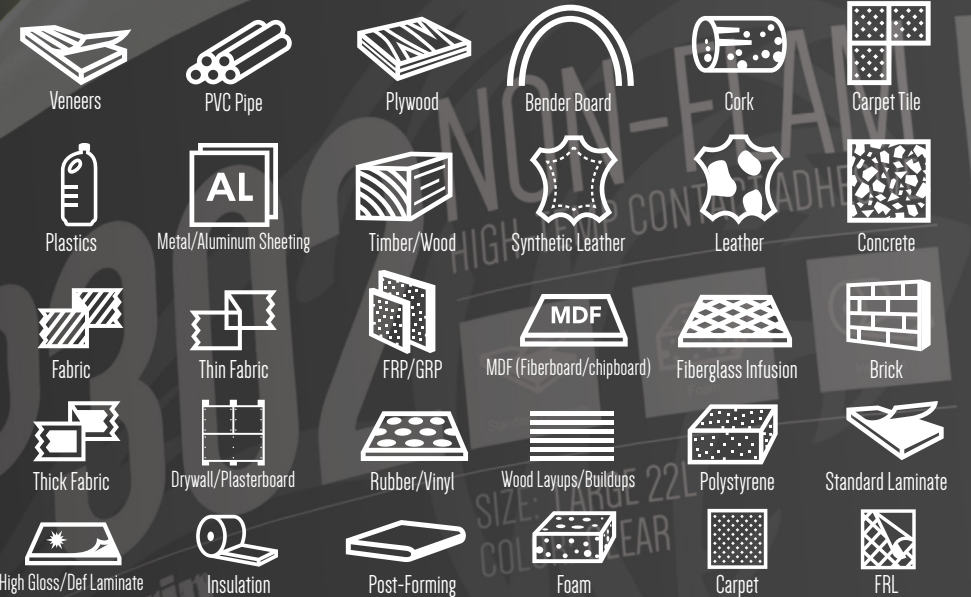 Veneers
PVC Pipe
Plywood
Bender Board
Cork
Carpet Tile
Plastics
AL
Metal/Aluminum Sheeting
Timber/Wood
Synthetic Leather
Leather
Concrete
Fabric
Thin Fabric
FRP/GRP
MDF
MDF (Fiberboard/chipboard)
Fiberglass Infusion
Brick
Thick Fabric
Drywall/Plasterboard
Rubber/Vinyl
Wood Layups/Buildups
Polystyrene
Standard Laminate
High Gloss/Def Laminate
Insulation
Post-Forming
Foam
Carpet
FRL
302
NON-FLAM
HIGH
CONT
ADHE
SIZE: LARGE 22L